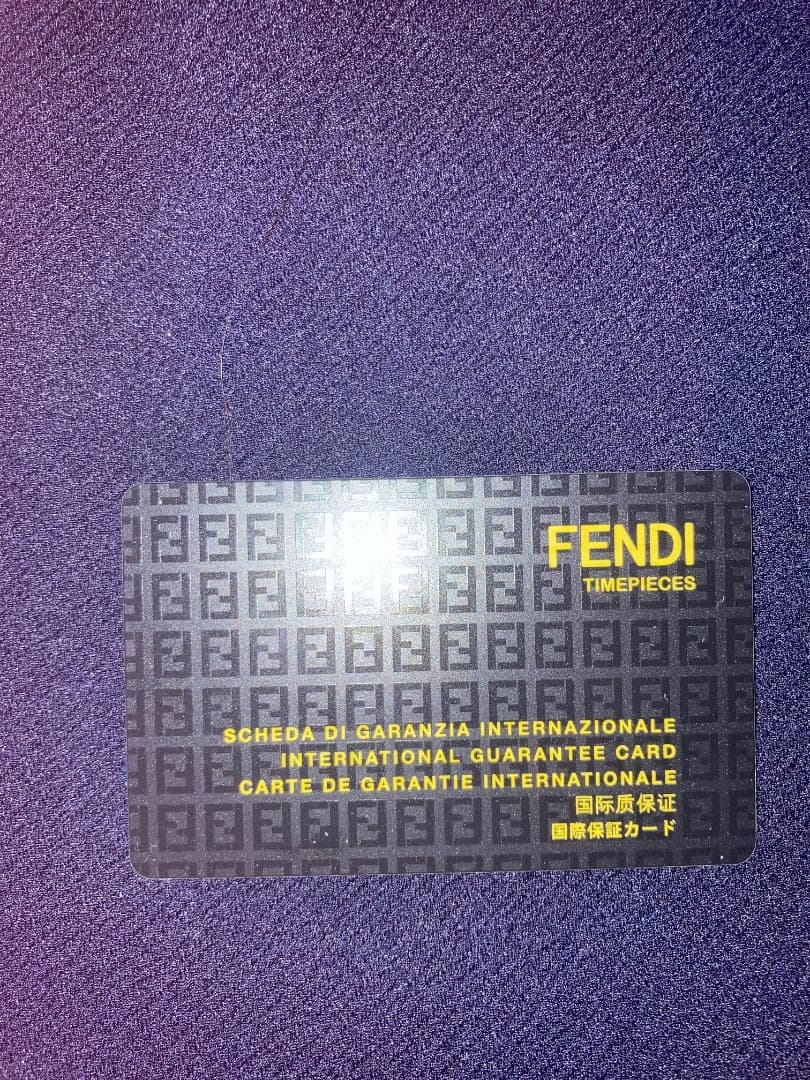 FENDI
TIMEPIECES
SCHEDA DI GARANZIA INTERNAZIONALE
INTERNATIONAL GUARANTEE CARD
CARTE DE GARANTIE INTERNATIONALE
国际质保证
国際保証カード